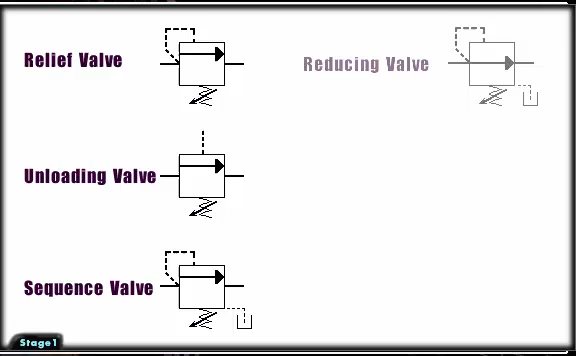 Relief Valve
Reducing Valve
Unloading Valve
Sequence Valve
Stage1